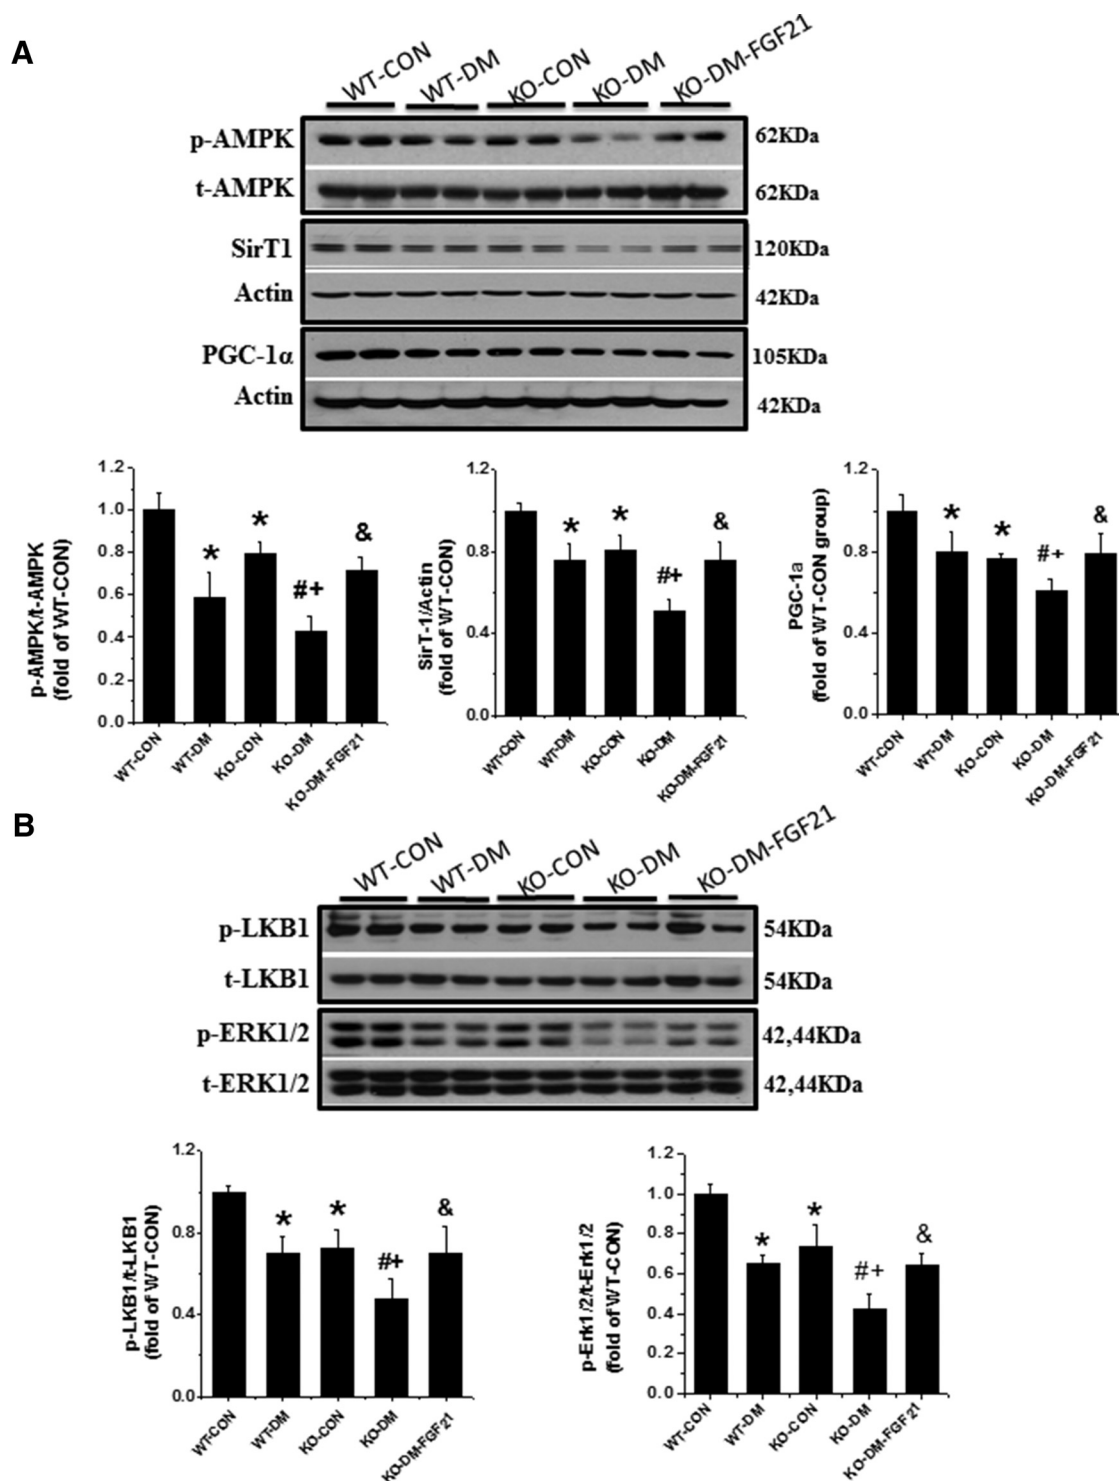 A
WT-CON WT-DM KO-CON KO-DM KO-DM-FGF21
p-AMPK 62KDa
t-AMPK 62KDa
SirT1 120KDa
Actin 42KDa
PGC-1α 105KDa
Actin 42KDa
p-AMPK/t-AMPK
(fold of WT-CON)
1.2
1.0
0.8
0.6
0.4
0.2
0.0
* * #+ &
WT-CON WT-DM KO-CON KO-DM KO-DM-FGF21
SirT-1/Actin
(fold of WT-CON)
1.2
0.8
0.4
0.0
* * #+ &
WT-CON WT-DM KO-CON KO-DM KO-DM-FGF21
PGC-1a
(fold of WT-CON group)
1.2
0.8
0.4
0.0
* * #+ &
WT-CON WT-DM KO-CON KO-DM KO-DM-FGF21
B
WT-CON WT-DM KO-CON KO-DM KO-DM-FGF21
p-LKB1 54KDa
t-LKB1 54KDa
p-ERK1/2 42,44KDa
t-ERK1/2 42,44KDa
p-LKB1/t-LKB1
(fold of WT-CON)
1.2
0.8
0.4
0.0
* * #+ &
WT-CON WT-DM KO-CON KO-DM KO-DM-FGF21
p-Erk1/2/t-Erk1/2
(fold of WT-CON)
1.2
1.0
0.8
0.6
0.4
0.2
0.0
* * #+ &
WT-CON WT-DM KO-CON KO-DM KO-DM-FGF21